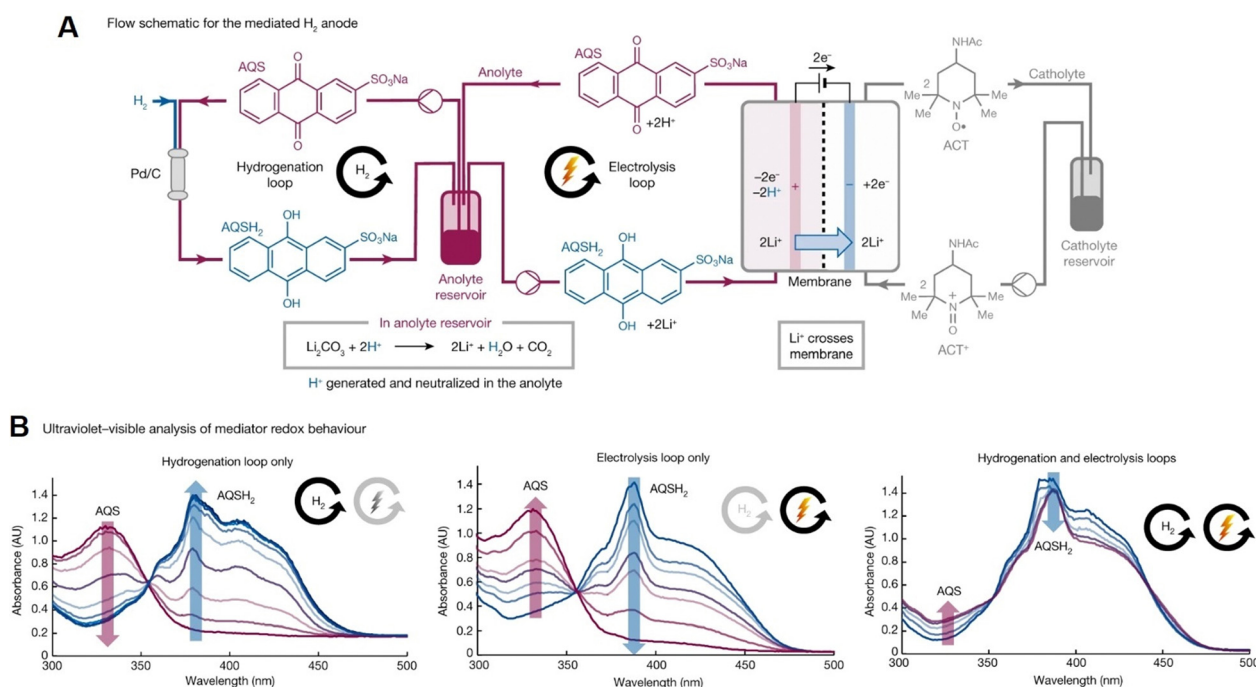 A Flow schematic for the mediated H₂ anode
AQS
O
O
SO₃Na
H₂
Pd/C
Hydrogenation
loop
H₂
AQSH₂
OH
OH
SO₃Na
Anolyte
Anolyte
reservoir
AQS
O
O
SO₃Na
+2H⁺
Electrolysis
loop
AQSH₂
OH
OH
SO₃Na
+2Li⁺
2e⁻
−2e⁻
−2H⁺
+
−
+2e⁻
2Li⁺
2Li⁺
Membrane
NHAc
2
Me
Me
Me
Me
N
O•
ACT
Catholyte
Catholyte
reservoir
NHAc
2
Me
Me
Me
Me
+
N
O
ACT⁺
In anolyte reservoir
Li₂CO₃ + 2H⁺ → 2Li⁺ + H₂O + CO₂
H⁺ generated and neutralized in the anolyte
Li⁺ crosses
membrane
B Ultraviolet–visible analysis of mediator redox behaviour
Hydrogenation loop only
AQS
AQSH₂
H₂
Absorbance (AU)
1.4
1.2
1.0
0.8
0.6
0.4
0.2
0
300 350 400 450 500
Wavelength (nm)
Electrolysis loop only
AQS
AQSH₂
H₂
Absorbance (AU)
1.4
1.2
1.0
0.8
0.6
0.4
0.2
0
300 350 400 450 500
Wavelength (nm)
Hydrogenation and electrolysis loops
AQS
AQSH₂
H₂
Absorbance (AU)
1.4
1.2
1.0
0.8
0.6
0.4
0.2
0
300 350 400 450 500
Wavelength (nm)